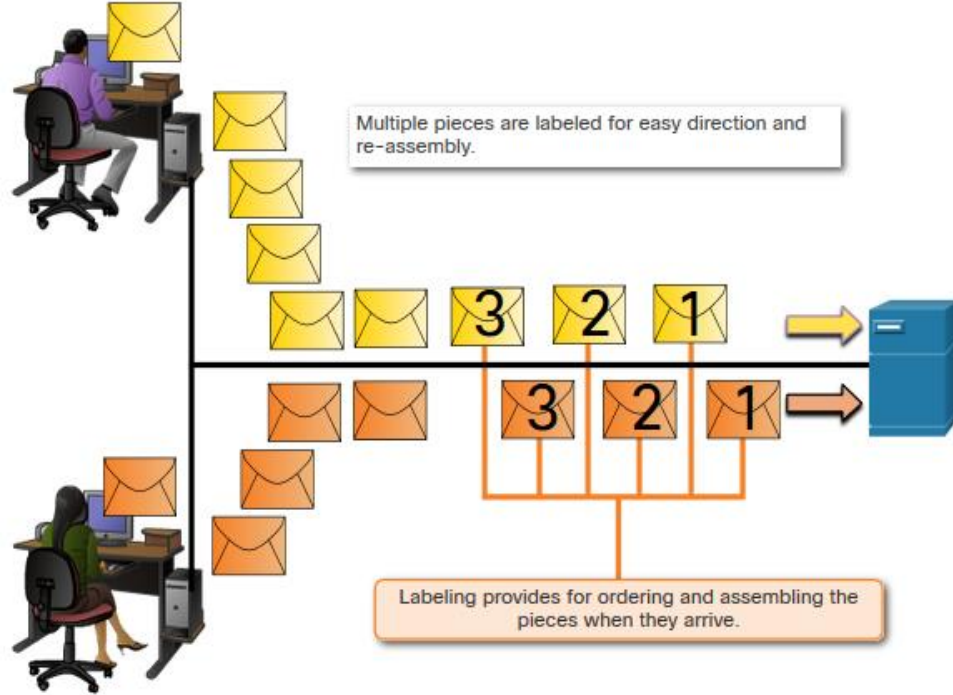 Multiple pieces are labeled for easy direction and
re-assembly.
3 2 1
3 2 1
Labeling provides for ordering and assembling the
pieces when they arrive.